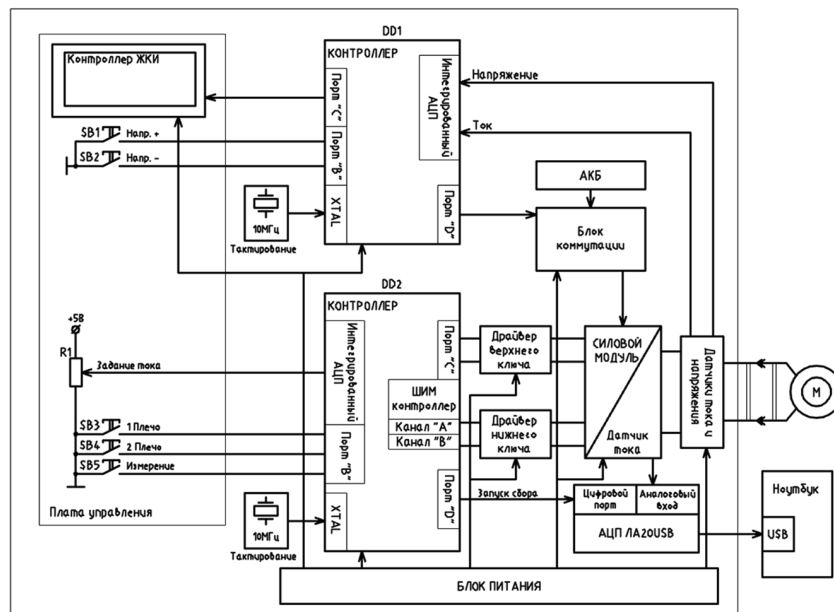 DD1
КОНТРОЛЛЕР
Контроллер ЖКИ
Порт "C"
Интегрированный
АЦП
Напряжение
Ток
SB1
Напр. +
SB2
Напр. -
Порт "B"
XTAL
Порт "D"
10МГц
Тактирование
АКБ
Блок
коммутации
DD2
КОНТРОЛЛЕР
+5В
R1
Задание тока
Интегрированный
АЦП
Порт "C"
Драйвер
верхнего
ключа
СИЛОВОЙ
МОДУЛЬ
Датчики тока и
напряжения
М
ШИМ
контроллер
Канал "A"
Канал "B"
Драйвер
нижнего
ключа
Датчик
тока
SB3
1 Плечо
SB4
2 Плечо
SB5
Измерение
Порт "B"
Порт "D"
Запуск сбора
Цифровой
порт
Аналоговый
вход
АЦП ЛА20USB
Ноутбук
USB
Плата управления
XTAL
10МГц
Тактирование
БЛОК ПИТАНИЯ